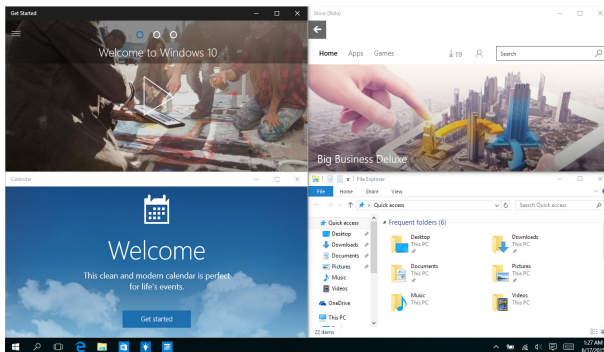 Get Started
Welcome to Windows 10
Store (Beta)
Home Apps Games
19
Search
Big Business Deluxe
Calendar
Welcome
This clean and modern calendar is perfect
for life's events.
Get started
File Explorer
File Home Share View
Quick access
Search Quick access
Quick access
Desktop
Downloads
Documents
Pictures
Music
Videos
OneDrive
This PC
Frequent folders (6)
Desktop
This PC
Downloads
This PC
Documents
This PC
Pictures
This PC
Music
This PC
Videos
This PC
22 items
1:27 AM